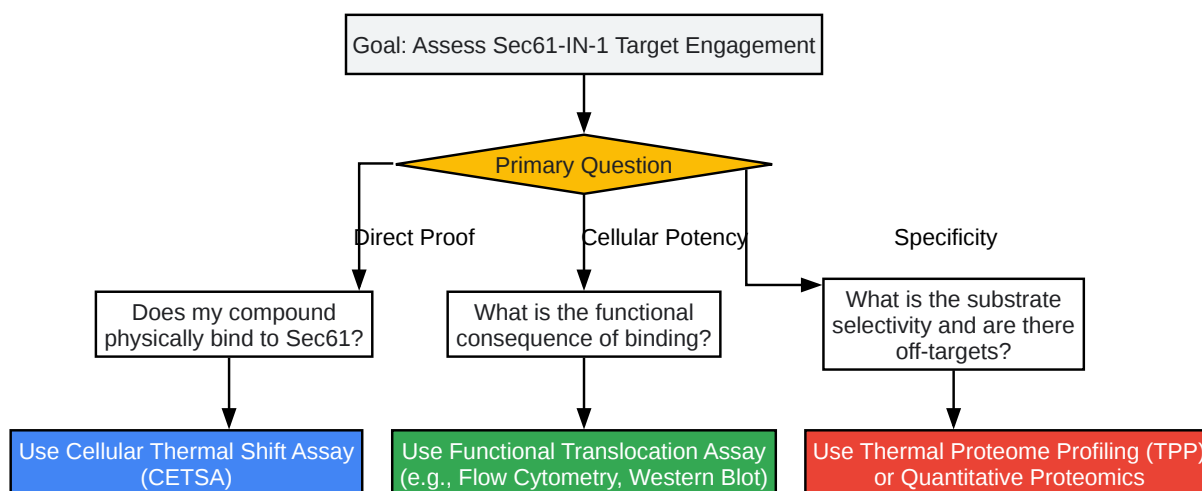 Goal: Assess Sec61-IN-1 Target Engagement
Primary Question
Direct Proof
Cellular Potency
Specificity
Does my compound
physically bind to Sec61?
What is the functional
consequence of binding?
What is the substrate
selectivity and are there
off-targets?
Use Cellular Thermal Shift Assay
(CETSA)
Use Functional Translocation Assay
(e.g., Flow Cytometry, Western Blot)
Use Thermal Proteome Profiling (TPP)
or Quantitative Proteomics